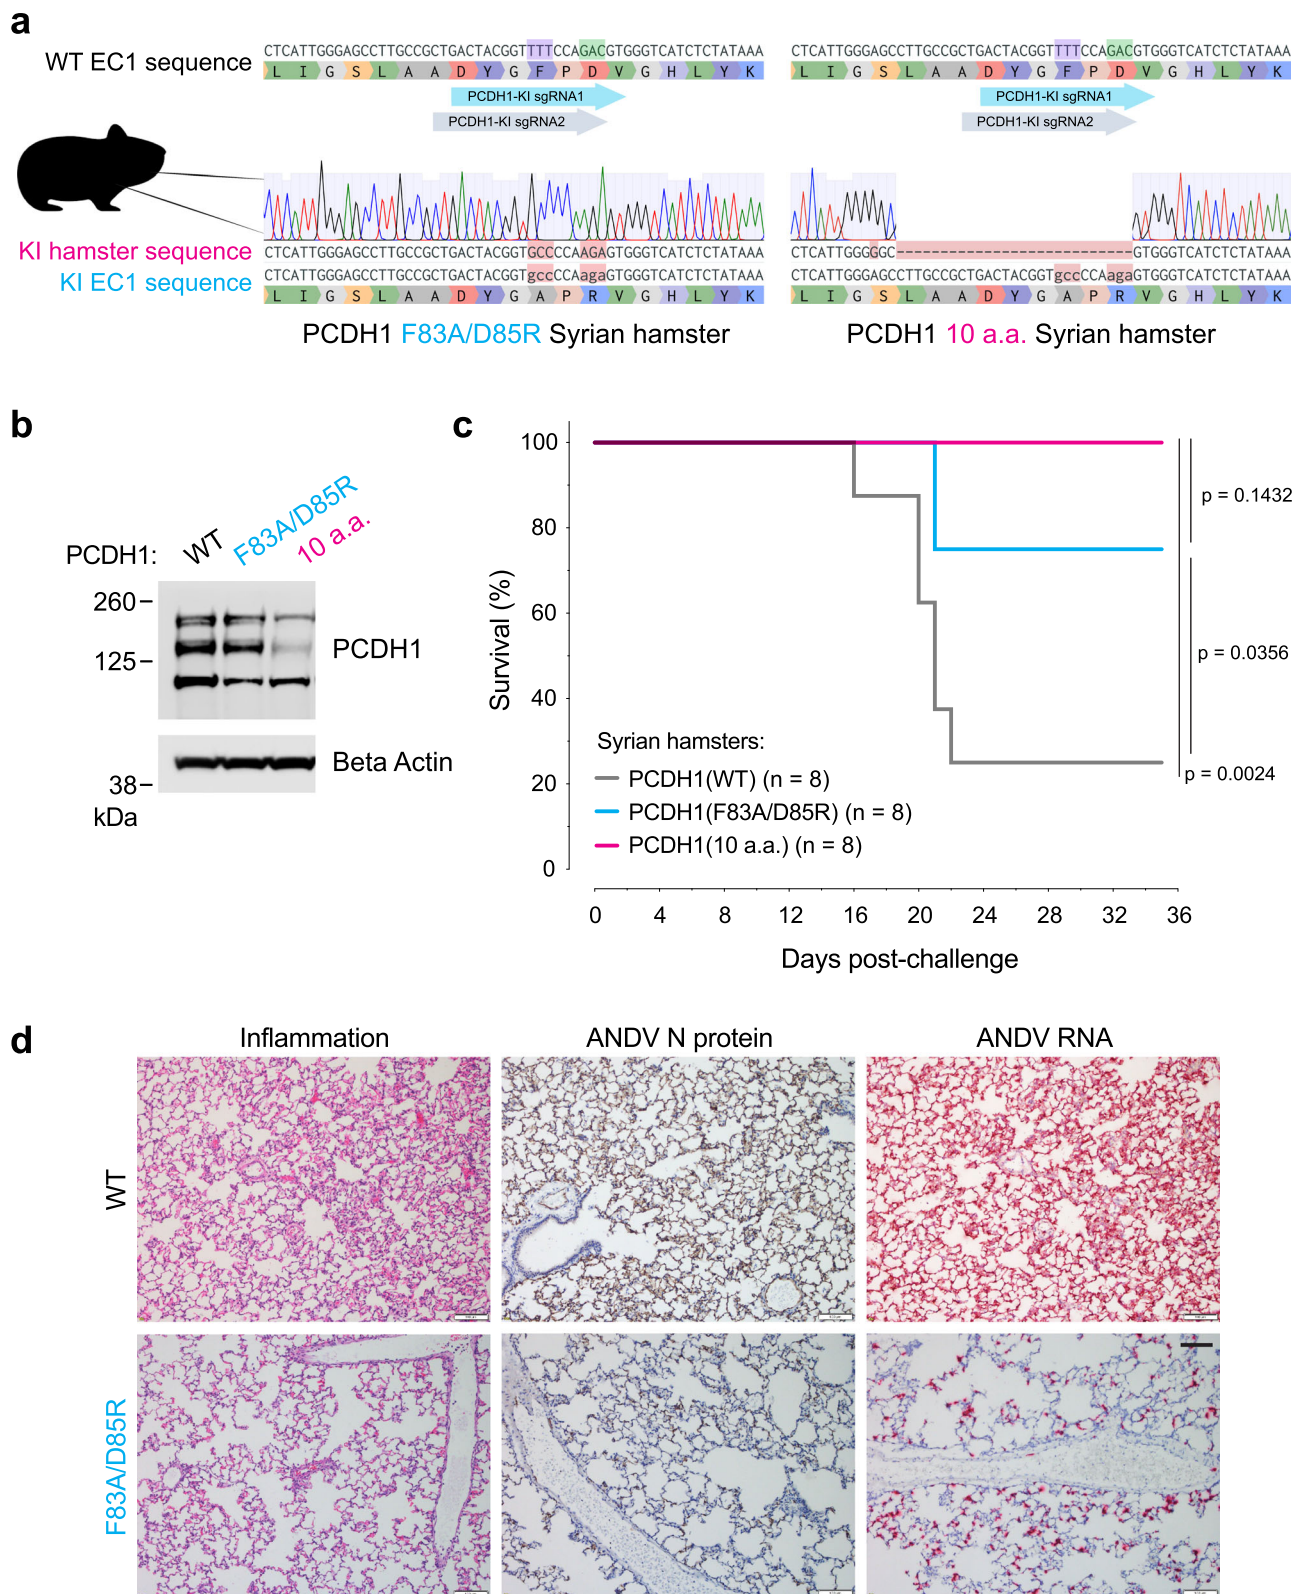 a
CTCATTGGGAGCCTTGCCGCTGACTACGGTTTTCCAGACGTGGGTCATCTCTATAAA CTCATTGGGAGCCTTGCCGCTGACTACGGTTTTCCAGACGTGGGTCATCTCTATAAA
WT EC1 sequence L I G S L A A D Y G F P D V G H L Y K L I G S L A A D Y G F P D V G H L Y K
PCDH1-KI sgRNA1 PCDH1-KI sgRNA1
PCDH1-KI sgRNA2 PCDH1-KI sgRNA2
KI hamster sequence CTCATTGGGAGCCTTGCCGCTGACTACGGTGCCCCAAGAGTGGGTCATCTCTATAAA CTCATTGGGGGC---------------------------GTGGGTCATCTCTATAAA
KI EC1 sequence CTCATTGGGAGCCTTGCCGCTGACTACGGTgccCCAagaGTGGGTCATCTCTATAAA CTCATTGGGAGCCTTGCCGCTGACTACGGTgccCCAagaGTGGGTCATCTCTATAAA
L I G S L A A D Y G A P R V G H L Y K L I G S L A A D Y G A P R V G H L Y K
PCDH1 F83A/D85R Syrian hamster PCDH1 10 a.a. Syrian hamster
b
PCDH1: WT F83A/D85R 10 a.a.
260
PCDH1
125
Beta Actin
38
kDa
c
100
80
60
40
20
0
Survival (%)
p = 0.1432
p = 0.0356
p = 0.0024
Syrian hamsters:
PCDH1(WT) (n = 8)
PCDH1(F83A/D85R) (n = 8)
PCDH1(10 a.a.) (n = 8)
0 4 8 12 16 20 24 28 32 36
Days post-challenge
d
Inflammation ANDV N protein ANDV RNA
WT
F83A/D85R